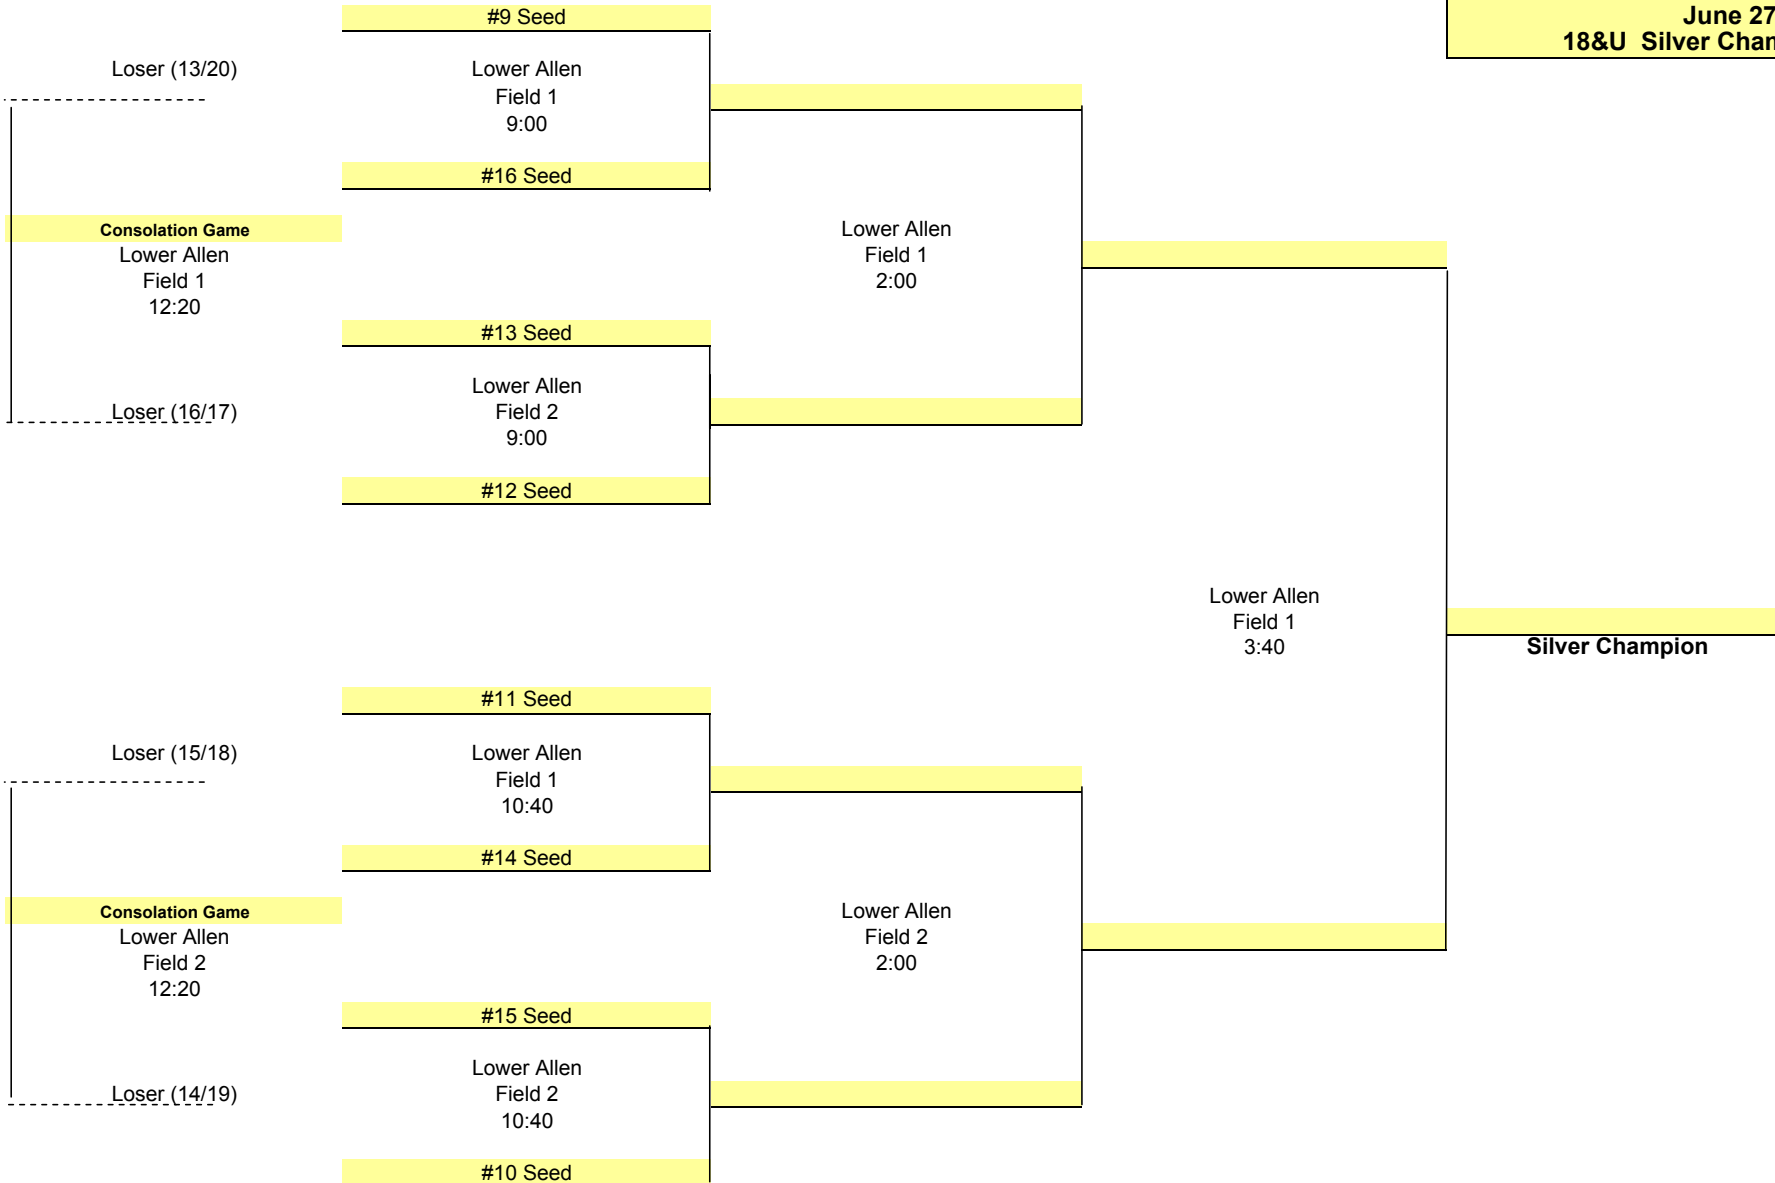 #9 Seed
June 27
18&U Silver Cham
Loser (13/20)
Lower Allen
Field 1
9:00
#16 Seed
Consolation Game
Lower Allen
Field 1
12:20
Lower Allen
Field 1
2:00
#13 Seed
Lower Allen
Field 2
9:00
Loser (16/17)
#12 Seed
Lower Allen
Field 1
3:40
Silver Champion
#11 Seed
Loser (15/18)
Lower Allen
Field 1
10:40
#14 Seed
Consolation Game
Lower Allen
Field 2
12:20
Lower Allen
Field 2
2:00
#15 Seed
Lower Allen
Field 2
10:40
Loser (14/19)
#10 Seed